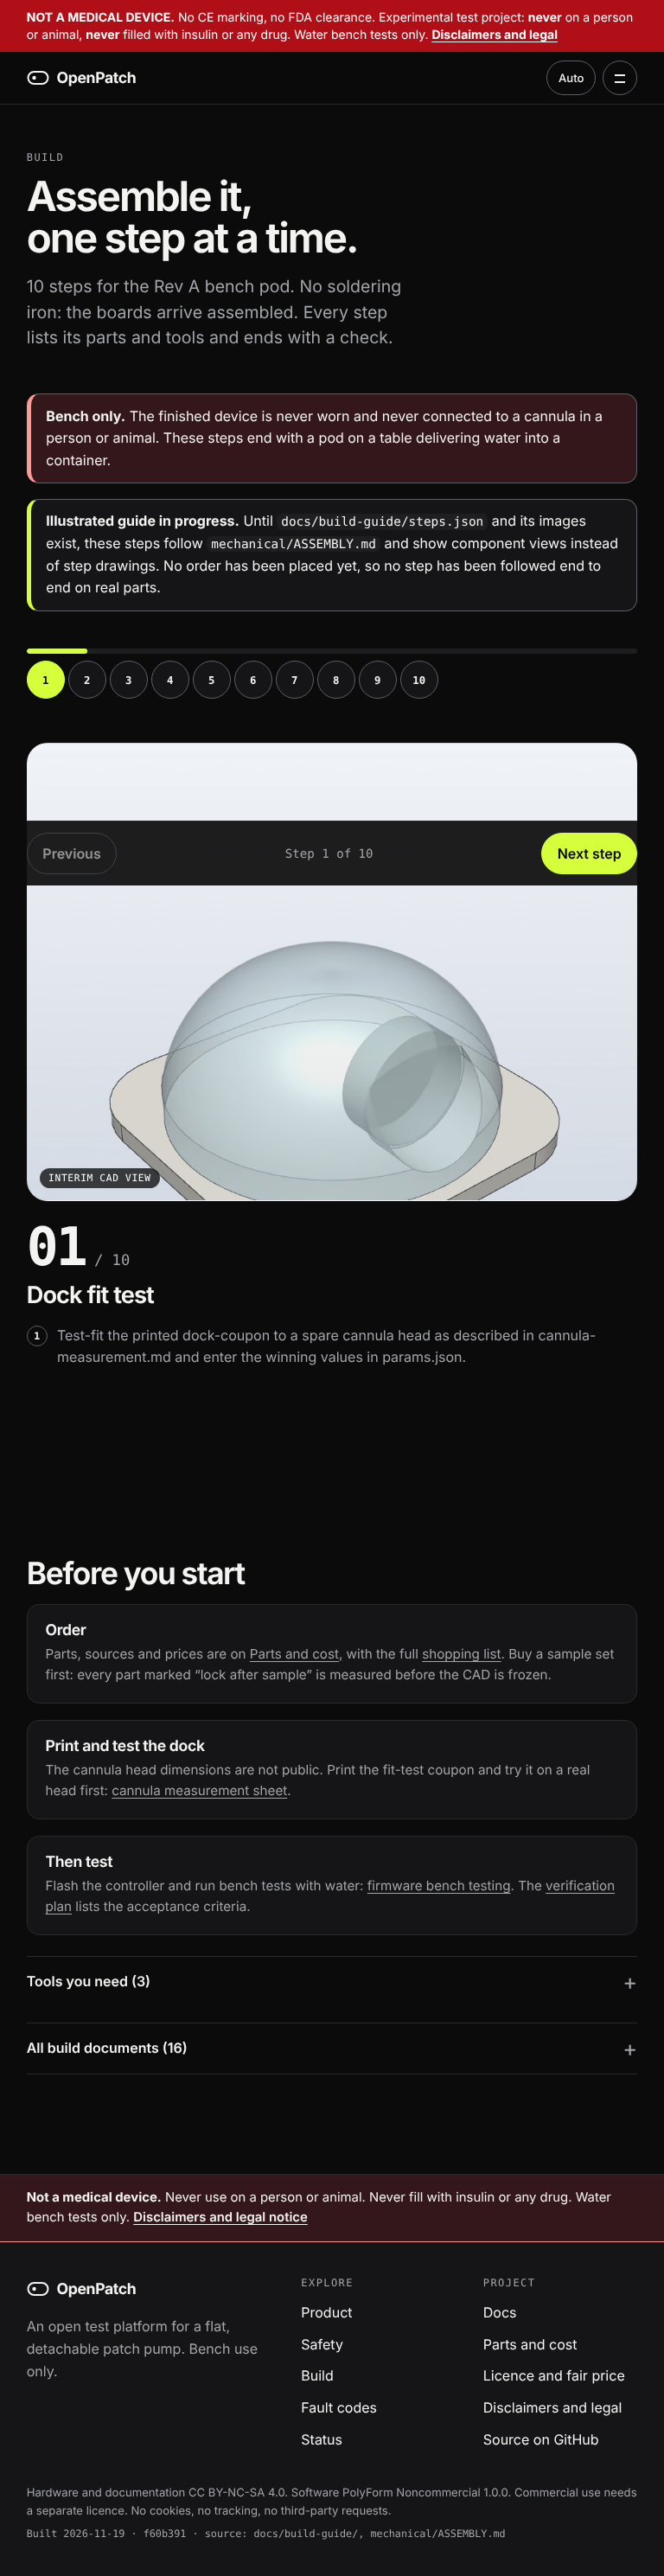 NOT A MEDICAL DEVICE. No CE marking, no FDA clearance. Experimental test project: never on a person
or animal, never filled with insulin or any drug. Water bench tests only. Disclaimers and legal
OpenPatch
Auto
BUILD
Assemble it,
one step at a time.
10 steps for the Rev A bench pod. No soldering
iron: the boards arrive assembled. Every step
lists its parts and tools and ends with a check.
Bench only. The finished device is never worn and never connected to a cannula in a
person or animal. These steps end with a pod on a table delivering water into a
container.
Illustrated guide in progress. Until docs/build-guide/steps.json and its images
exist, these steps follow mechanical/ASSEMBLY.md and show component views instead
of step drawings. No order has been placed yet, so no step has been followed end to
end on real parts.
1 2 3 4 5 6 7 8 9 10
Previous
Step 1 of 10
Next step
INTERIM CAD VIEW
01 / 10
Dock fit test
1 Test-fit the printed dock-coupon to a spare cannula head as described in cannula-
measurement.md and enter the winning values in params.json.
Before you start
Order
Parts, sources and prices are on Parts and cost, with the full shopping list. Buy a sample set
first: every part marked “lock after sample” is measured before the CAD is frozen.
Print and test the dock
The cannula head dimensions are not public. Print the fit-test coupon and try it on a real
head first: cannula measurement sheet.
Then test
Flash the controller and run bench tests with water: firmware bench testing. The verification
plan lists the acceptance criteria.
Tools you need (3) +
All build documents (16) +
Not a medical device. Never use on a person or animal. Never fill with insulin or any drug. Water
bench tests only. Disclaimers and legal notice
OpenPatch
An open test platform for a flat,
detachable patch pump. Bench use
only.
EXPLORE
Product
Safety
Build
Fault codes
Status
PROJECT
Docs
Parts and cost
Licence and fair price
Disclaimers and legal
Source on GitHub
Hardware and documentation CC BY-NC-SA 4.0. Software PolyForm Noncommercial 1.0.0. Commercial use needs
a separate licence. No cookies, no tracking, no third-party requests.
Built 2026-11-19 · f60b391 · source: docs/build-guide/, mechanical/ASSEMBLY.md